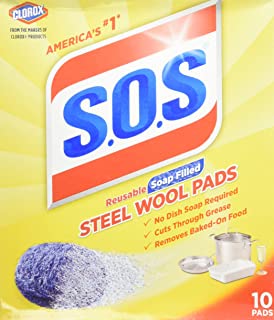 CLOROX
FROM THE MAKERS OF
CLOROX® PRODUCTS
AMERICA'S #1*
S.O.S
Reusable Soap Filled
STEEL WOOL PADS
✓ No Dish Soap Required
✓ Cuts Through Grease
✓ Removes Baked-On Food
10
PADS